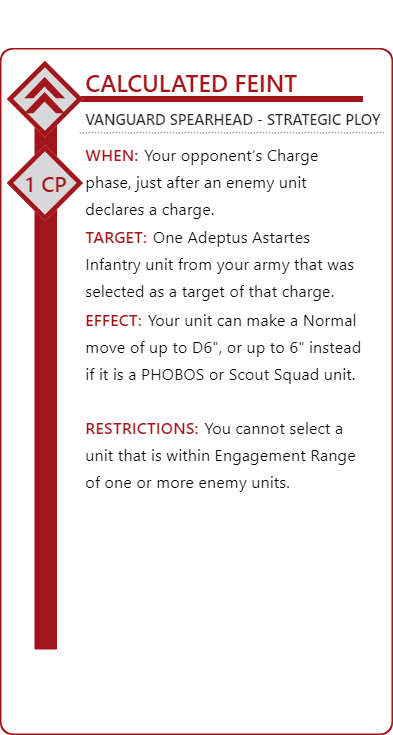 CALCULATED FEINT
VANGUARD SPEARHEAD - STRATEGIC PLOY
WHEN: Your opponent's Charge
1 CP
phase, just after an enemy unit
declares a charge.
TARGET: One Adeptus Astartes
Infantry unit from your army that was
selected as a target of that charge.
EFFECT: Your unit can make a Normal
move of up to D6", or up to 6" instead
if it is a PHOBOS or Scout Squad unit.
RESTRICTIONS: You cannot select a
unit that is within Engagement Range
of one or more enemy units.